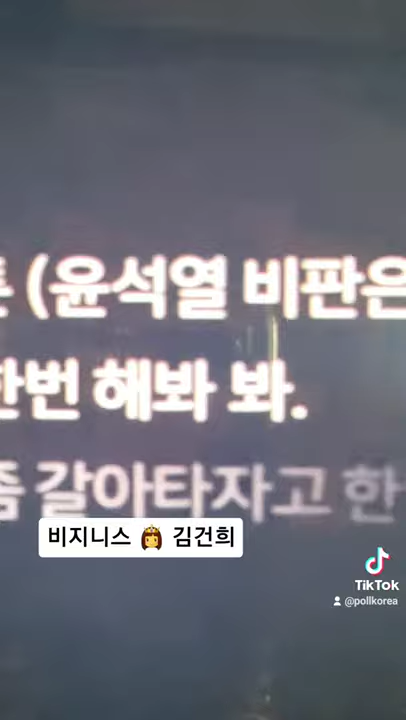 (윤석열 비판은
한번 해봐 봐.
좀 갈아타자고 한
비지니스 👸 김건희
TikTok
@pollkorea